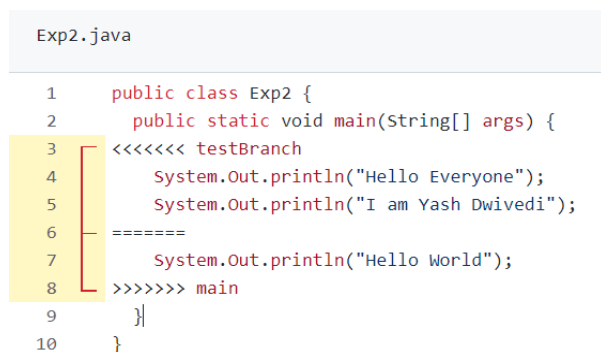 Exp2.java
1 public class Exp2 {
2 public static void main(String[] args) {
3 <<<<<<< testBranch
4 System.Out.println("Hello Everyone");
5 System.Out.println("I am Yash Dwivedi");
6 =======
7 System.Out.println("Hello World");
8 >>>>>>> main
9 }
10 }